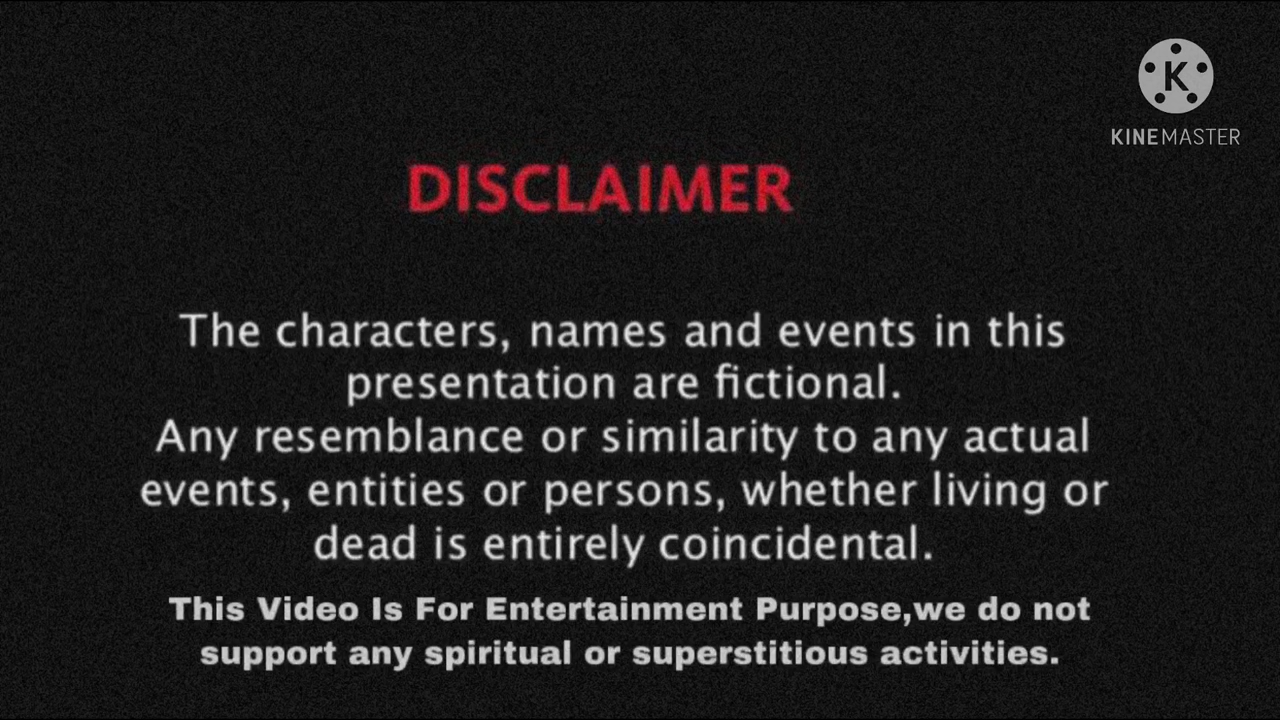 K
KINEMASTER
DISCLAIMER
The characters, names and events in this
presentation are fictional.
Any resemblance or similarity to any actual
events, entities or persons, whether living or
dead is entirely coincidental.
This Video Is For Entertainment Purpose,we do not
support any spiritual or superstitious activities.